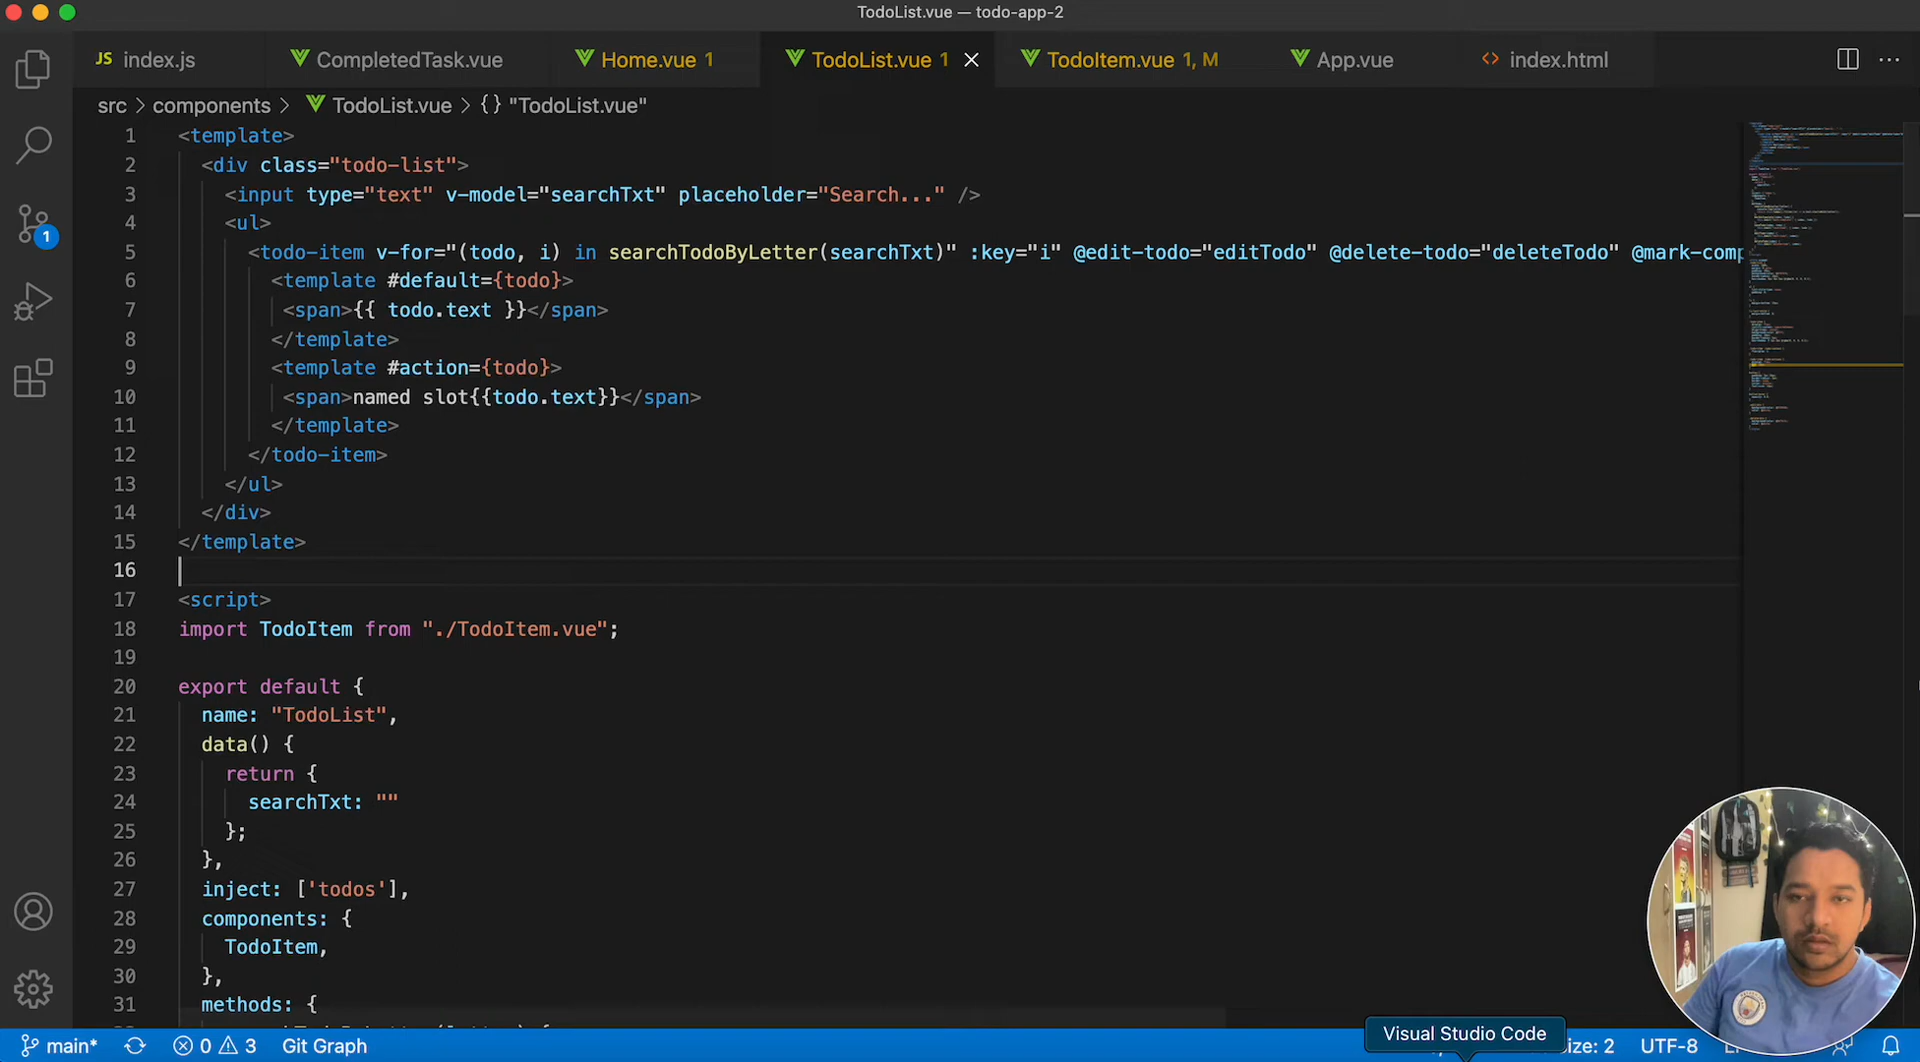 TodoList.vue — todo-app-2
JS index.js CompletedTask.vue Home.vue 1 TodoList.vue 1 TodoItem.vue 1, M App.vue <> index.html
src > components > TodoList.vue > {} "TodoList.vue"
1 <template>
2 <div class="todo-list">
3 <input type="text" v-model="searchTxt" placeholder="Search..." />
4 <ul>
5 <todo-item v-for="(todo, i) in searchTodoByLetter(searchTxt)" :key="i" @edit-todo="editTodo" @delete-todo="deleteTodo" @mark-comp
6 <template #default={todo}>
7 <span>{{ todo.text }}</span>
8 </template>
9 <template #action={todo}>
10 <span>named slot{{todo.text}}</span>
11 </template>
12 </todo-item>
13 </ul>
14 </div>
15 </template>
16
17 <script>
18 import TodoItem from "./TodoItem.vue";
19
20 export default {
21 name: "TodoList",
22 data() {
23 return {
24 searchTxt: ""
25 };
26 },
27 inject: ['todos'],
28 components: {
29 TodoItem,
30 },
31 methods: {
1
Visual Studio Code
main* 0 3 Git Graph size: 2 UTF-8